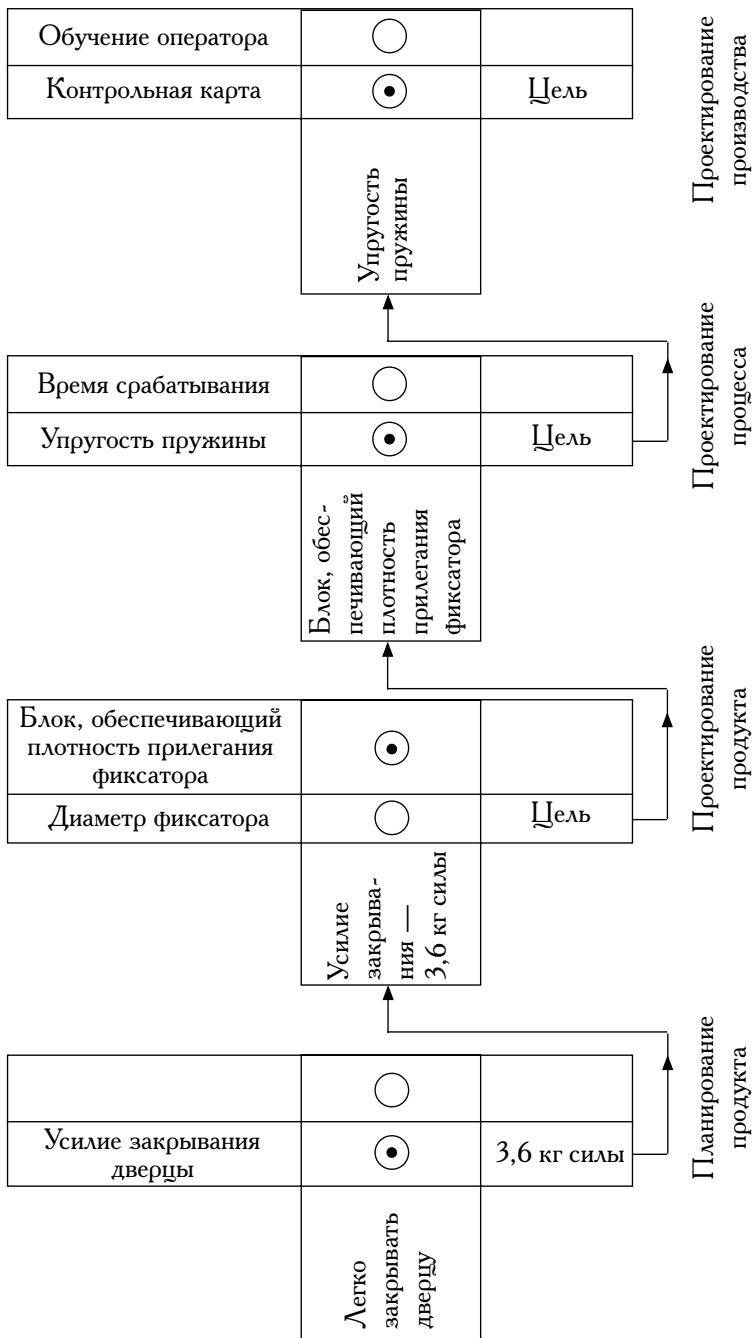 Обучение оператора
Контрольная карта
Цель
Упругость
пружины
Проектирование
производства
Время срабатывания
Упругость пружины
Цель
Блок, обес-
печивающий
плотность
прилегания
фиксатора
Проектирование
процесса
Блок, обеспечивающий
плотность прилегания
фиксатора
Диаметр фиксатора
Цель
Усилие
закрыва-
ния —
3,6 кг силы
Проектирование
продукта
Усилие закрывания
дверцы
3,6 кг силы
Легко
закрывать
дверцу
Планирование
продукта